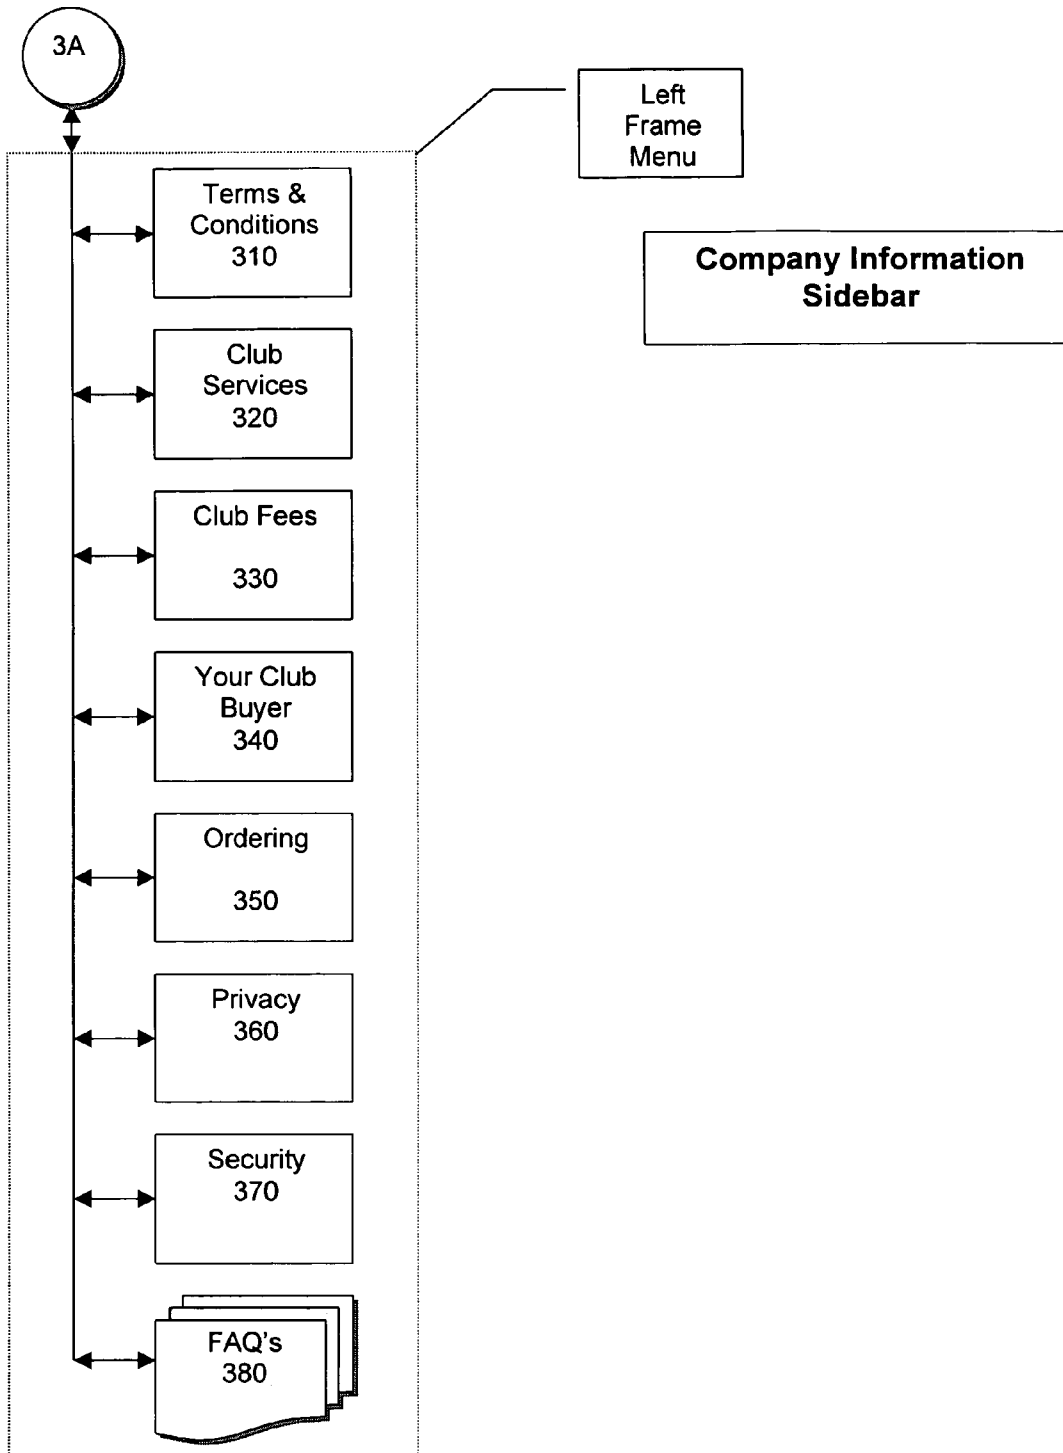 3A
Left
Frame
Menu
Terms &
Conditions
310
Company Information
Sidebar
Club
Services
320
Club Fees
330
Your Club
Buyer
340
Ordering
350
Privacy
360
Security
370
FAQ's
380